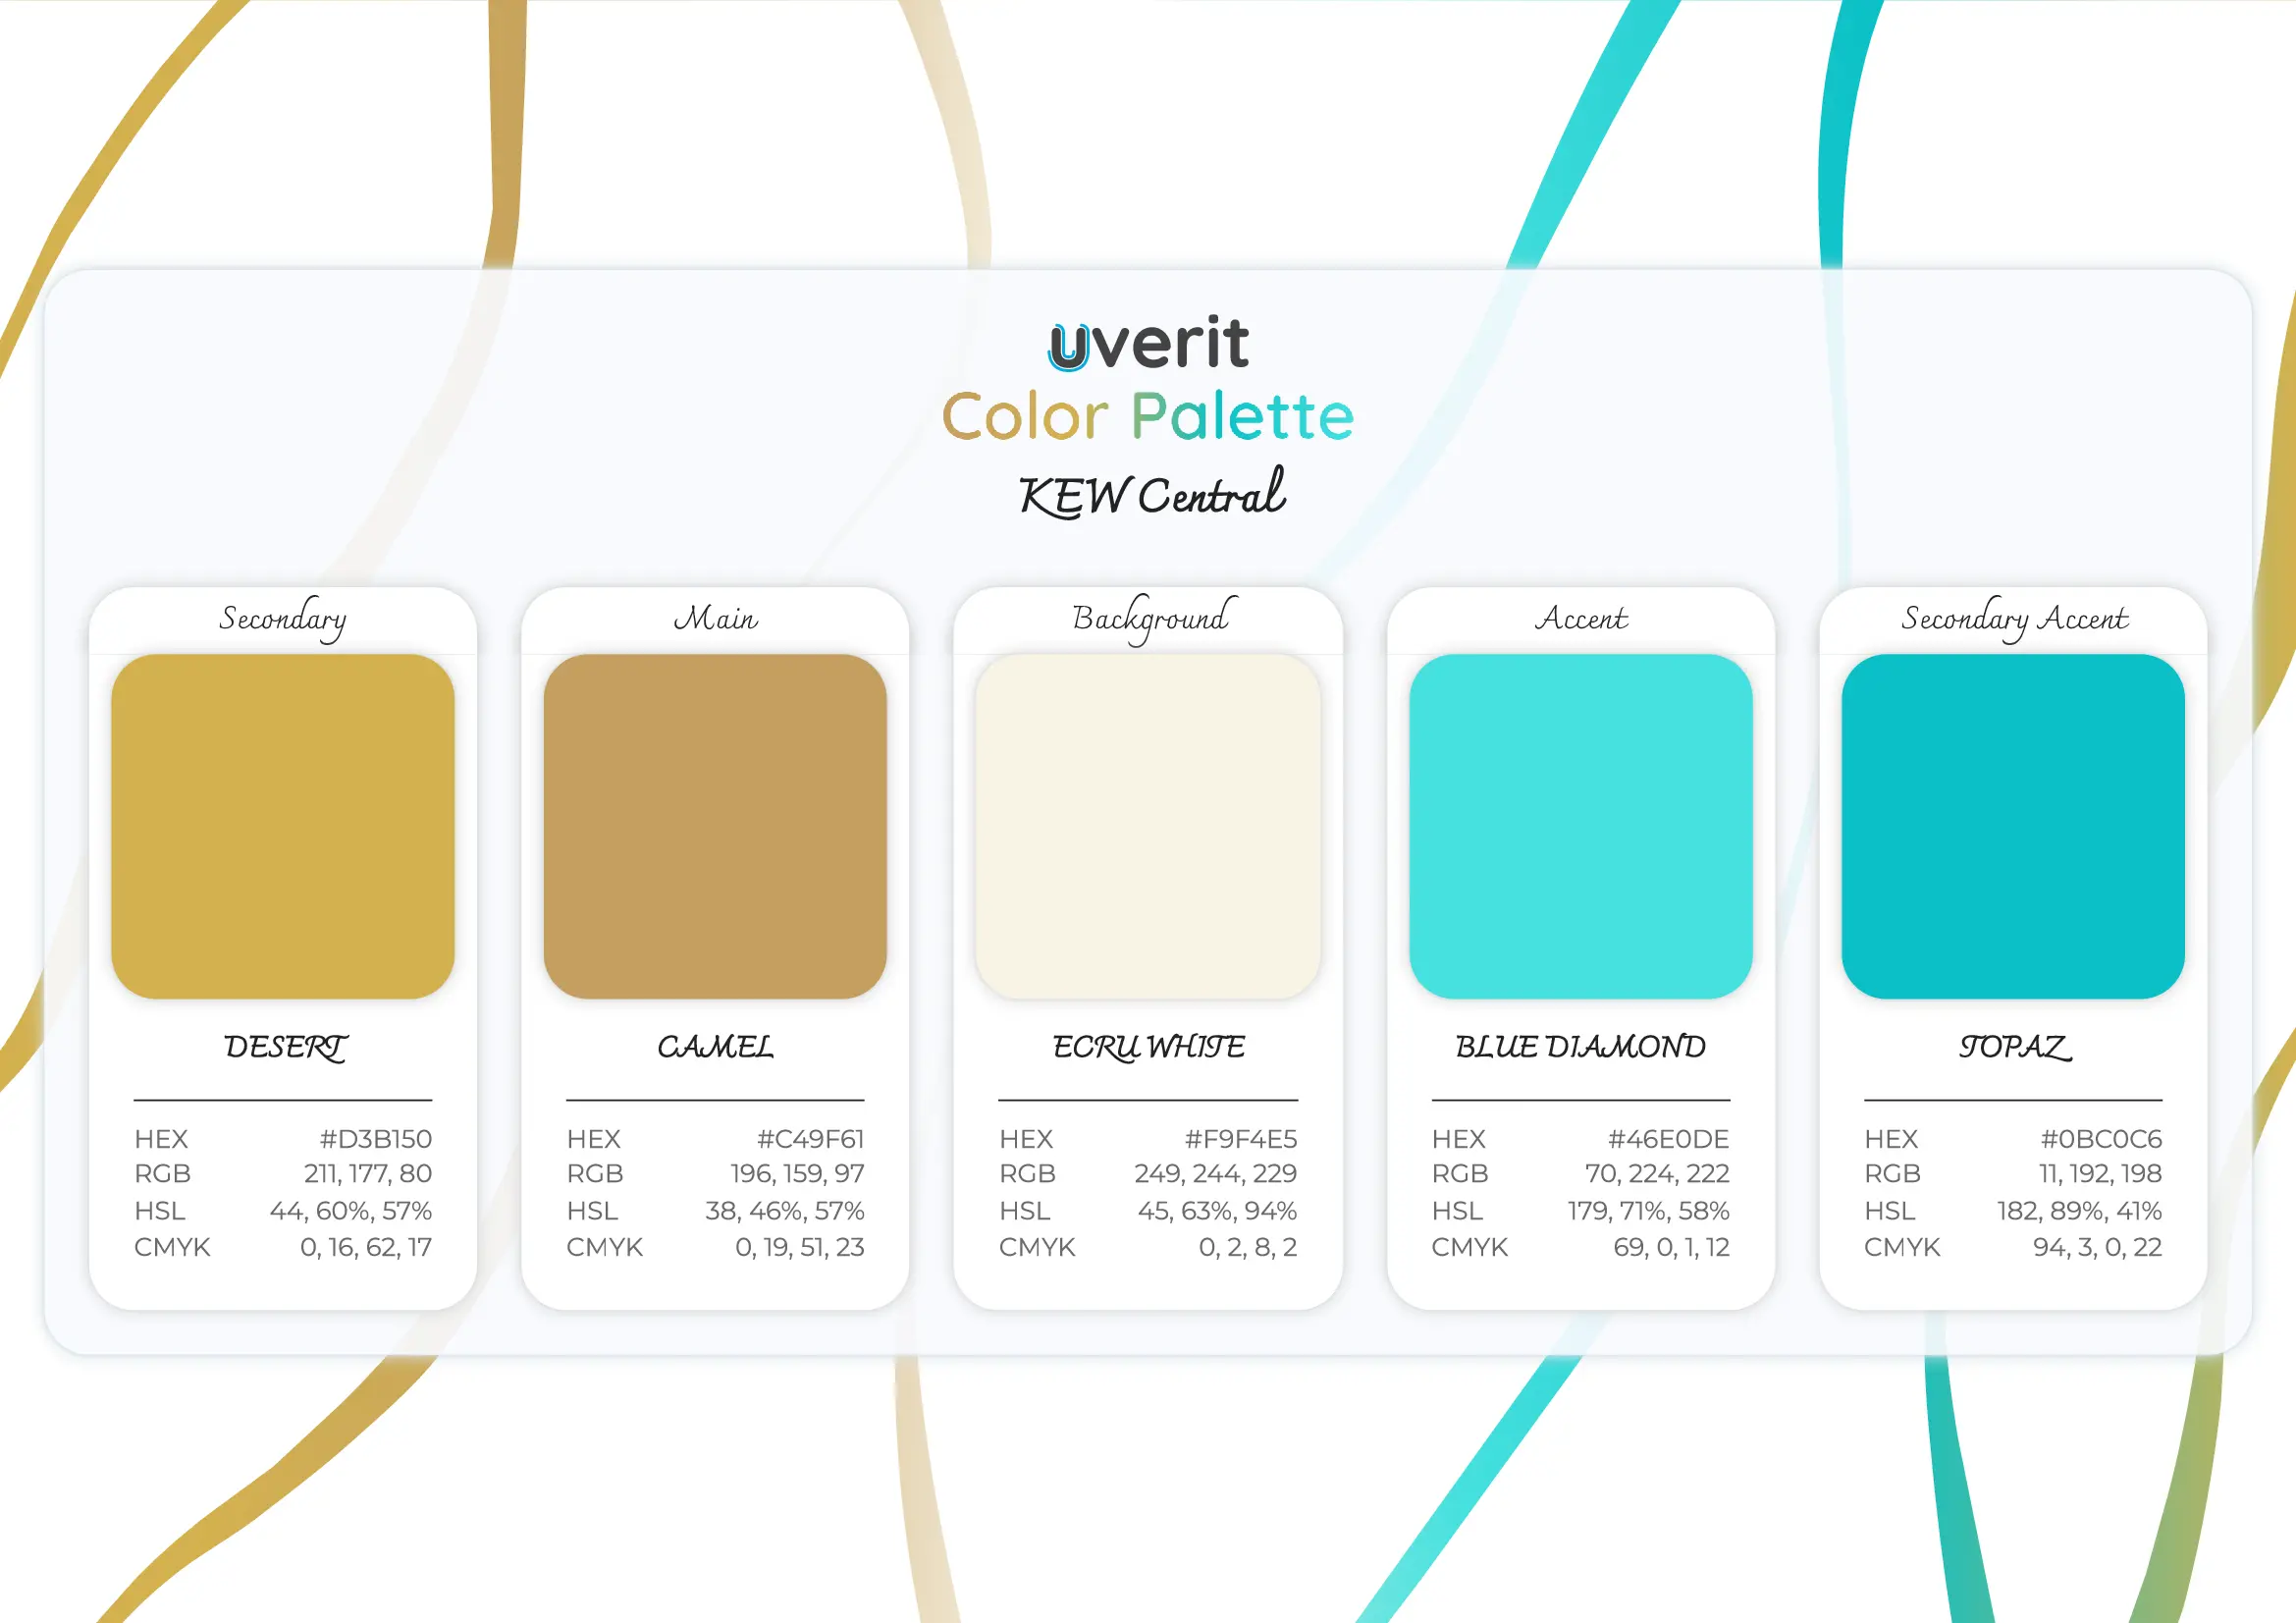 uverit
Color Palette
KEW Central
Secondary
DESERT
HEX #D3B150
RGB 211, 177, 80
HSL 44, 60%, 57%
CMYK 0, 16, 62, 17
Main
CAMEL
HEX #C49F61
RGB 196, 159, 97
HSL 38, 46%, 57%
CMYK 0, 19, 51, 23
Background
ECRU WHITE
HEX #F9F4E5
RGB 249, 244, 229
HSL 45, 63%, 94%
CMYK 0, 2, 8, 2
Accent
BLUE DIAMOND
HEX #46E0DE
RGB 70, 224, 222
HSL 179, 71%, 58%
CMYK 69, 0, 1, 12
Secondary Accent
TOPAZ
HEX #0BC0C6
RGB 11, 192, 198
HSL 182, 89%, 41%
CMYK 94, 3, 0, 22